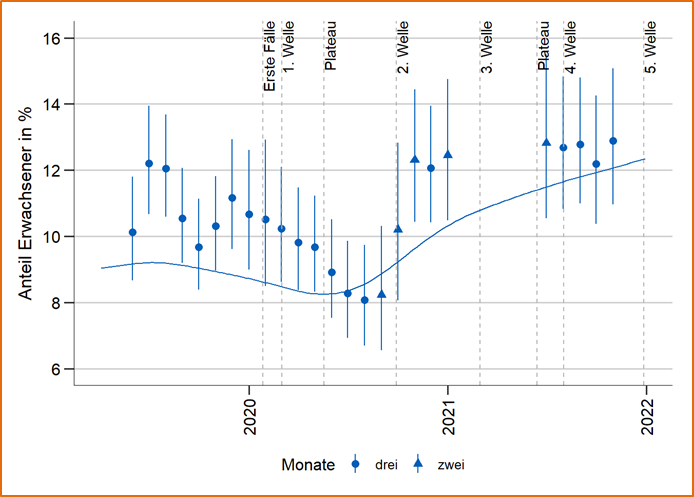 Anteil Erwachsener in %
16
14
12
10
8
6
Erste Fälle
1. Welle
Plateau
2. Welle
3. Welle
Plateau
4. Welle
5. Welle
2020
2021
2022
Monate drei zwei